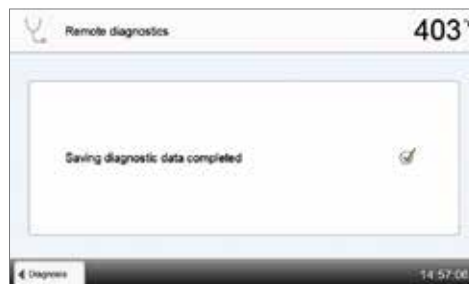 Remote diagnostics
403°
Saving diagnostic data completed
Diagnosis
14:57:06